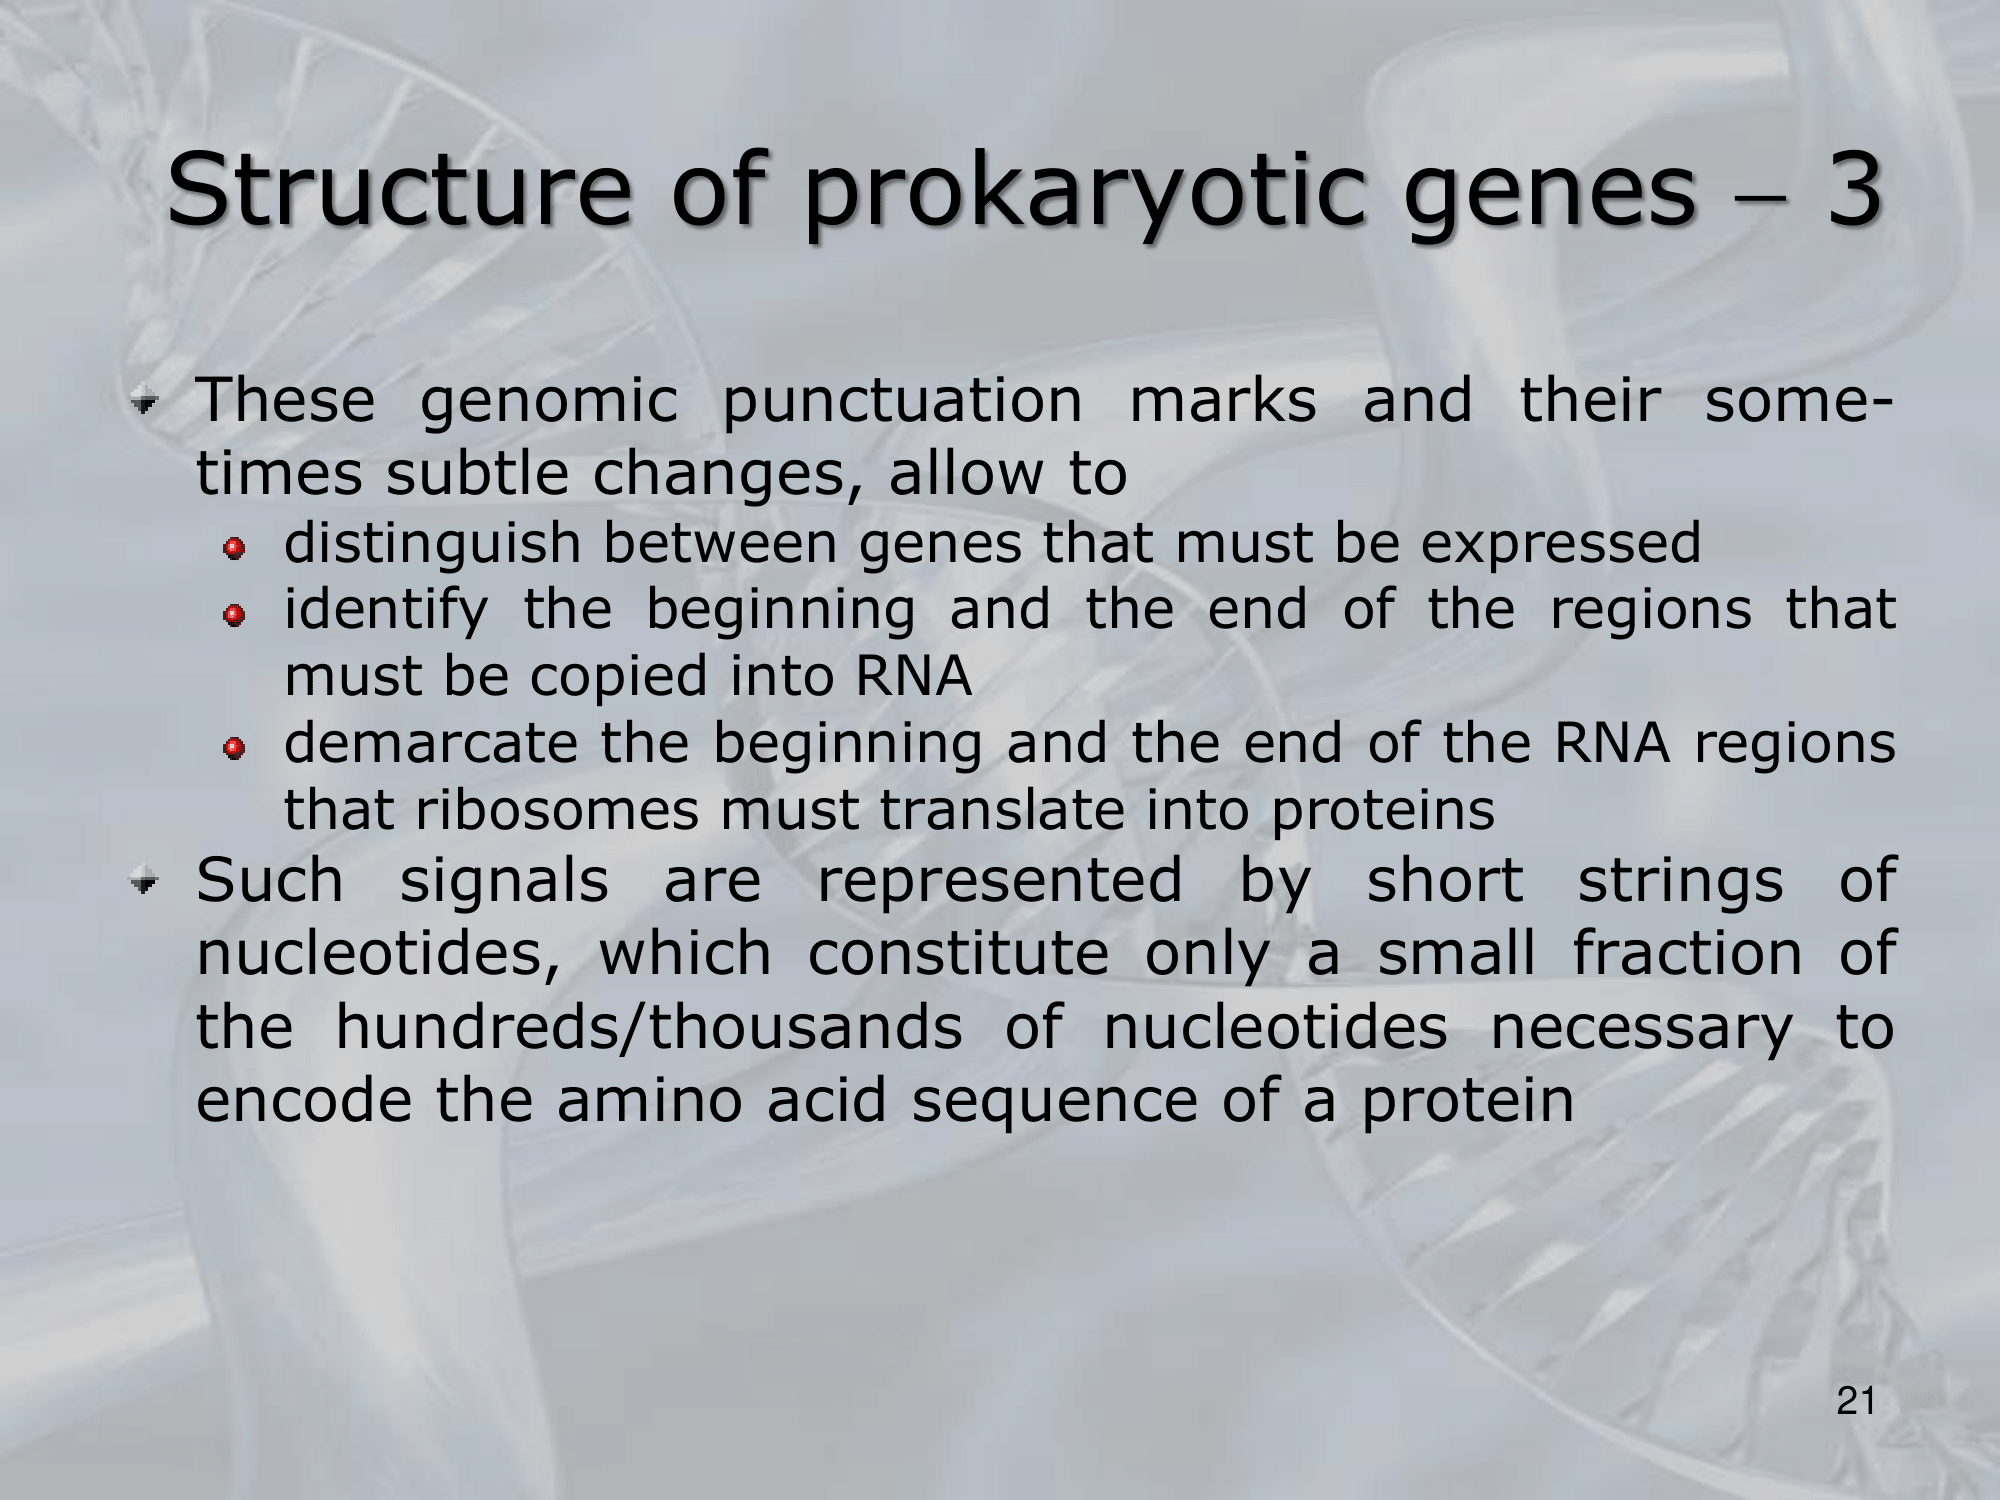 Structure of prokaryotic genes – 3
These genomic punctuation marks and their some-
times subtle changes, allow to
distinguish between genes that must be expressed
identify the beginning and the end of the regions that
must be copied into RNA
demarcate the beginning and the end of the RNA regions
that ribosomes must translate into proteins
Such signals are represented by short strings of
nucleotides, which constitute only a small fraction of
the hundreds/thousands of nucleotides necessary to
encode the amino acid sequence of a protein
21